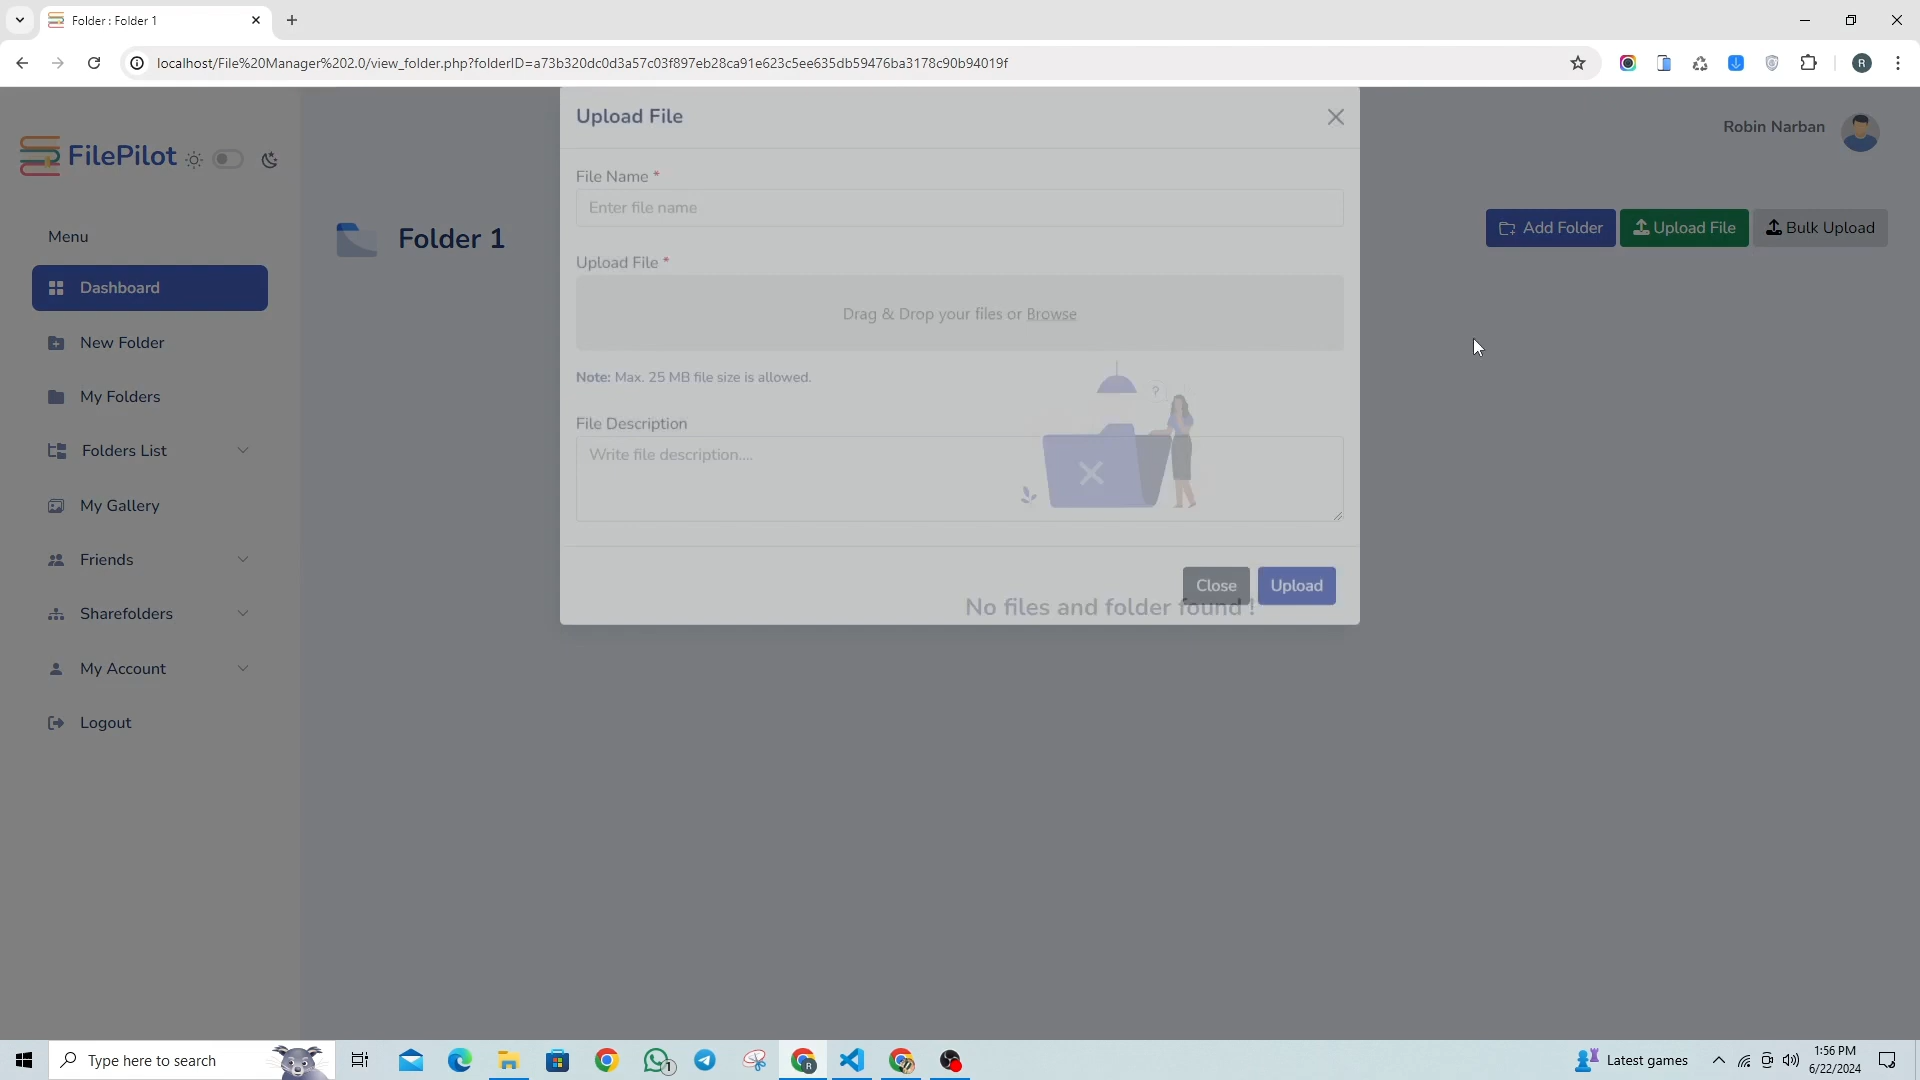 Folder : Folder 1
localhost/File%20Manager%202.0/view_folder.php?folderID=a73b320dc0d3a57c03f897eb28ca91e623c5ee635db59476ba3178c90b94019f
R
FilePilot
Robin Narban
Menu
Dashboard
New Folder
My Folders
Folders List
My Gallery
Friends
Sharefolders
My Account
Logout
Folder 1
Add Folder
Upload File
Bulk Upload
Upload File
File Name *
Enter file name
Upload File *
Drag & Drop your files or Browse
Note: Max. 25 MB file size is allowed.
?
File Description
Write file description....
Close
Upload
No files and folder found !
Type here to search
1
R
Latest games
1:56 PM
6/22/2024